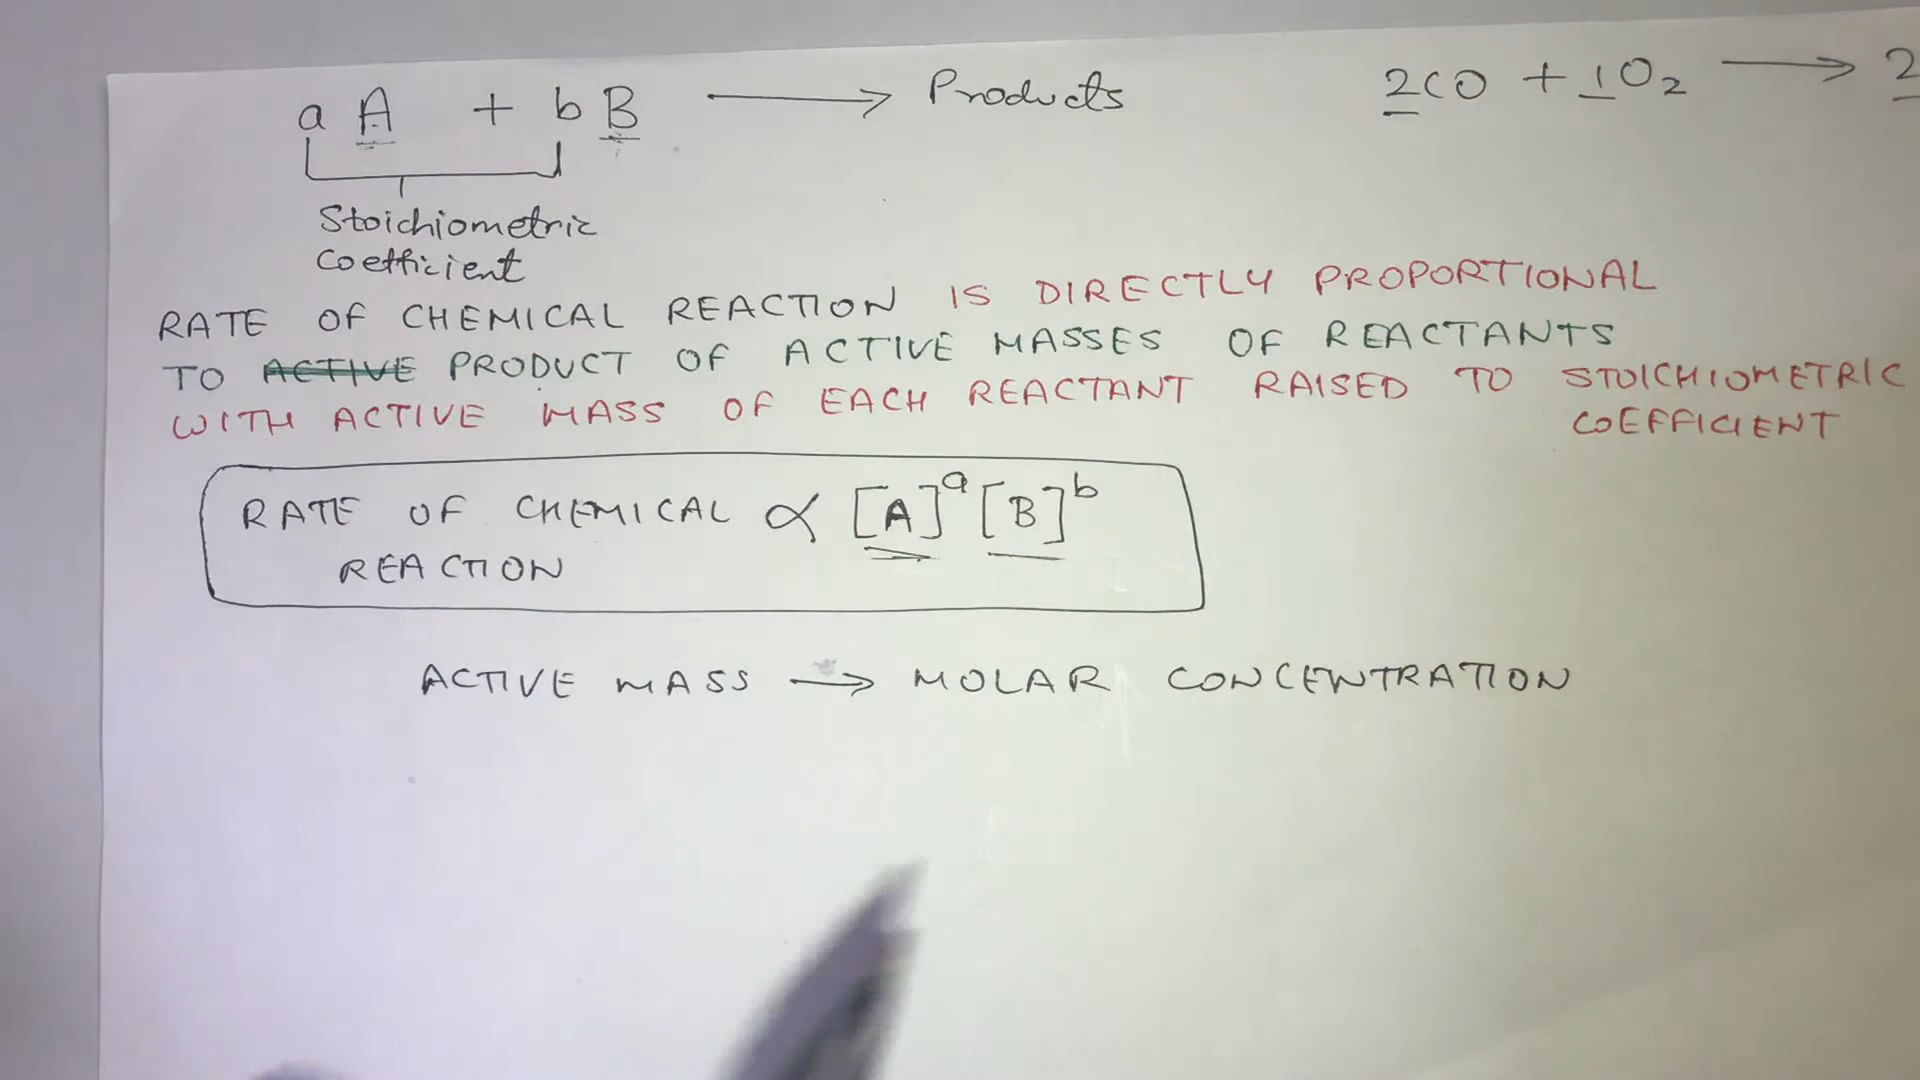 aA + bB ⟶ Products 2CO + 1O₂ ⟶ 2
Stoichiometric
Coefficient
RATE OF CHEMICAL REACTION IS DIRECTLY PROPORTIONAL
TO ACTIVE PRODUCT OF ACTIVE MASSES OF REACTANTS
WITH ACTIVE MASS OF EACH REACTANT RAISED TO STOICHIOMETRIC
COEFFICIENT
RATE OF CHEMICAL ∝ [A]ᵃ [B]ᵇ
REACTION
ACTIVE MASS → MOLAR CONCENTRATION